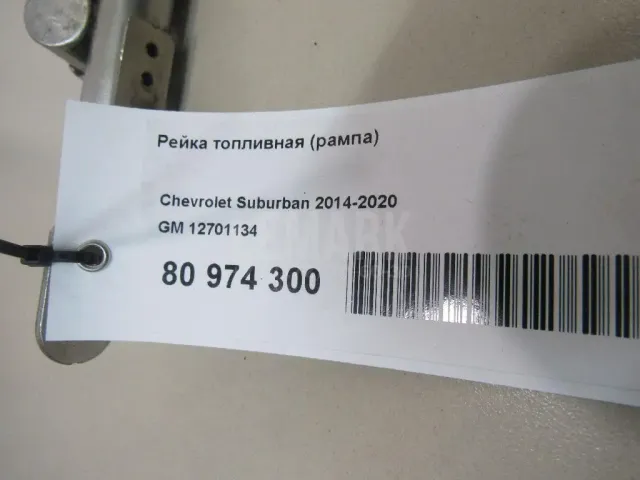 Рейка топливная (рампа)
Chevrolet Suburban 2014-2020
GM 12701134
80 974 300